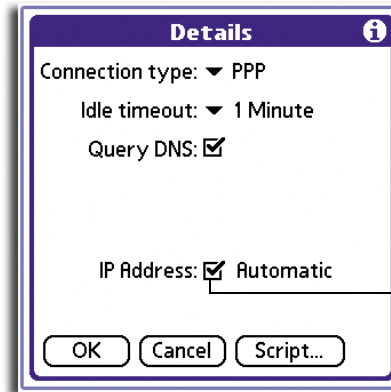 Details
Connection type: PPP
Idle timeout: 1 Minute
Query DNS:
IP Address: Automatic
OK Cancel Script...